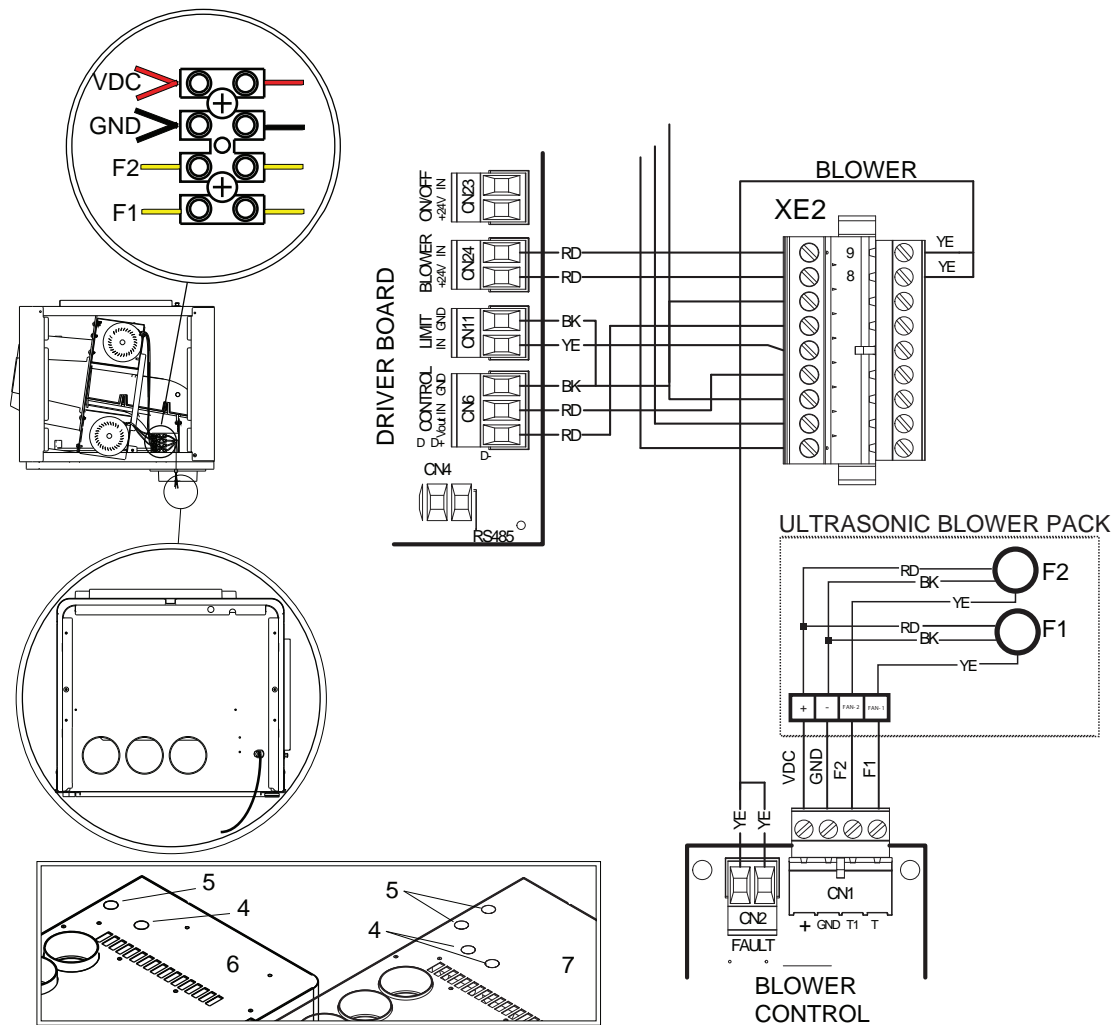 VDC
GND
F2
F1
ON/OFF
+24V IN
CN23
BLOWER
+24V IN
CN24
LIMIT
IN GND
CN11
CONTROL
Vout IN GND
D D+
CN6
D-
CN4
RS485
DRIVER BOARD
RD
RD
BK
YE
BK
RD
RD
BLOWER
XE2
9
8
YE
YE
ULTRASONIC BLOWER PACK
RD
BK
F2
YE
RD
BK
F1
YE
+ - FAN-2 FAN-1
VDC
GND
F2
F1
YE
YE
CN2
FAULT
CN1
+ GND T1 T
BLOWER
CONTROL
5
4
6
5
4
7